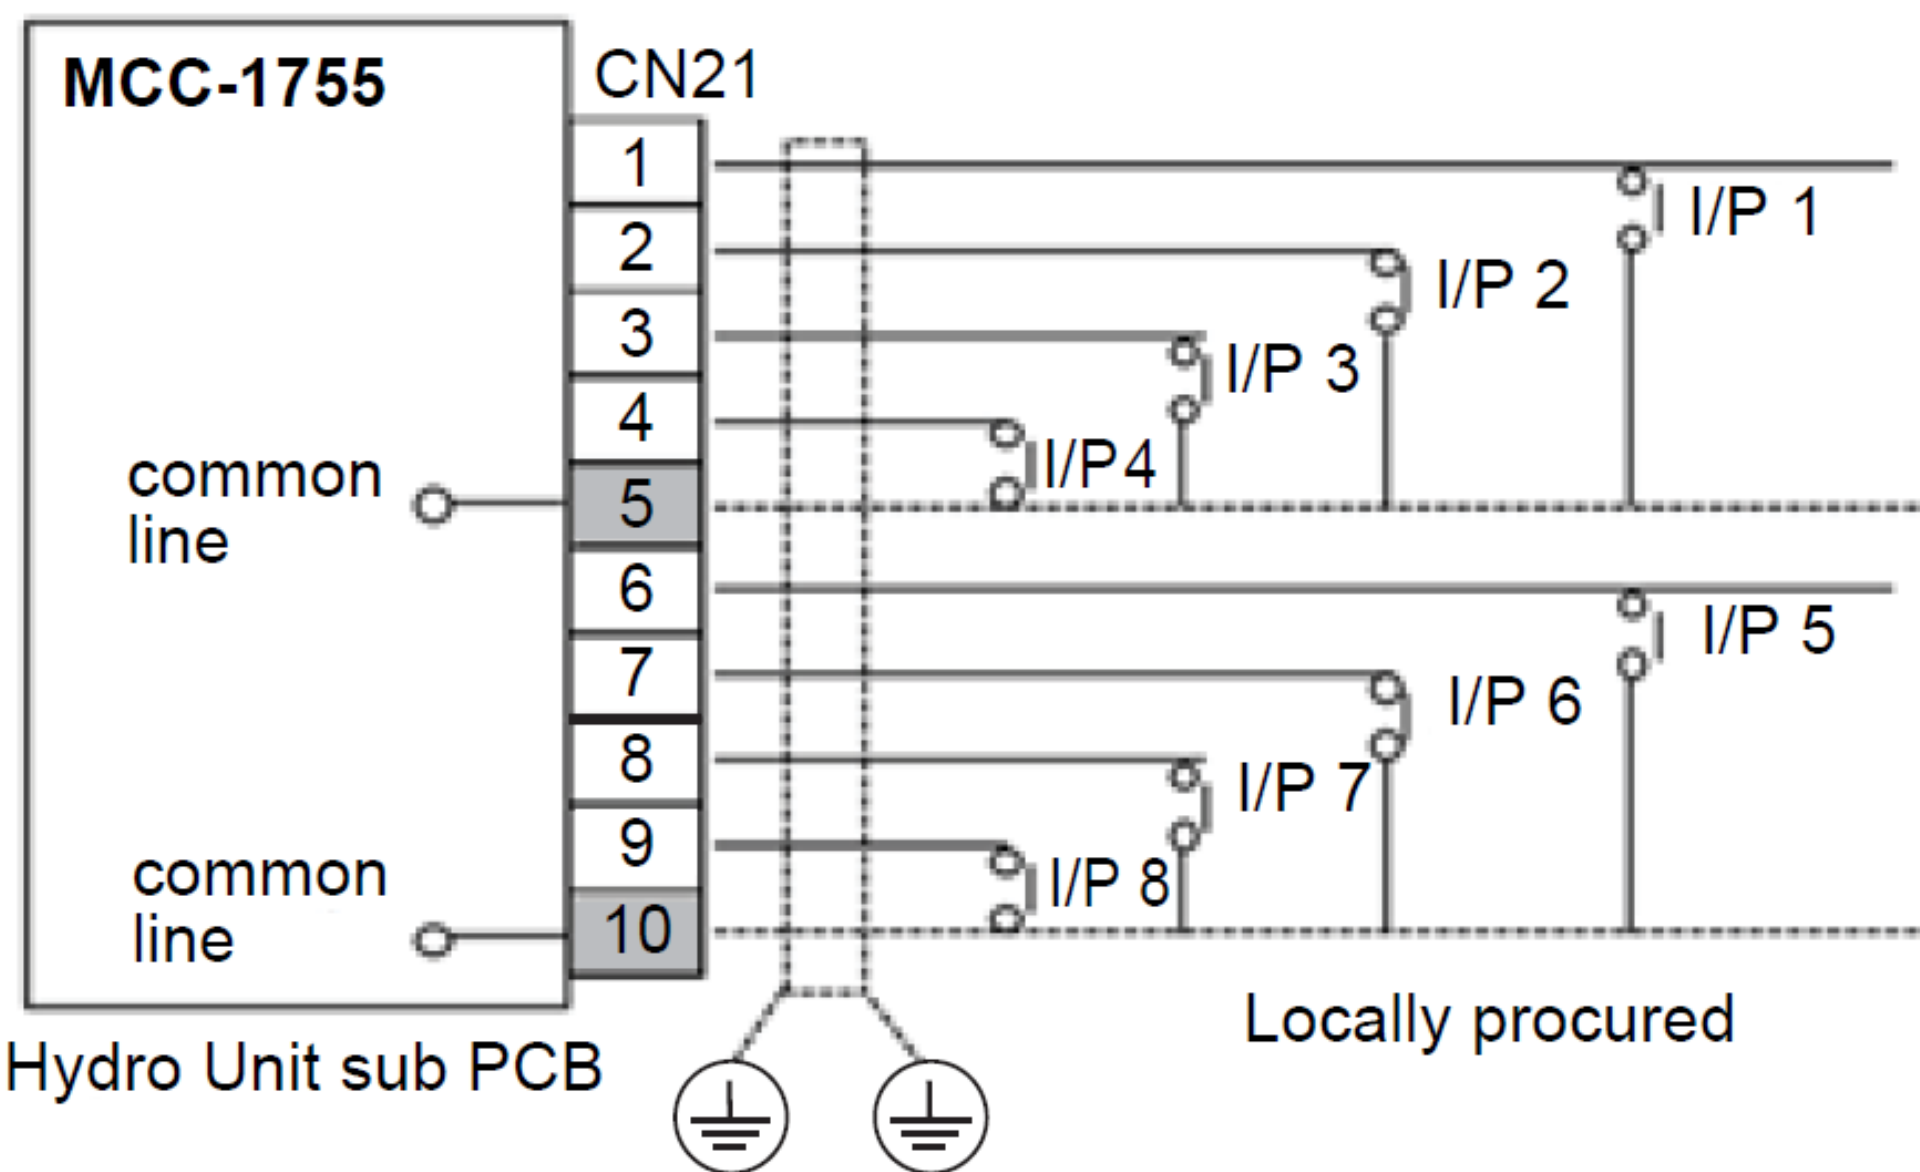 MCC-1755
CN21
1
2
3
4
5
6
7
8
9
10
common
line
common
line
I/P 1
I/P 2
I/P 3
I/P4
I/P 5
I/P 6
I/P 7
I/P 8
Locally procured
Hydro Unit sub PCB